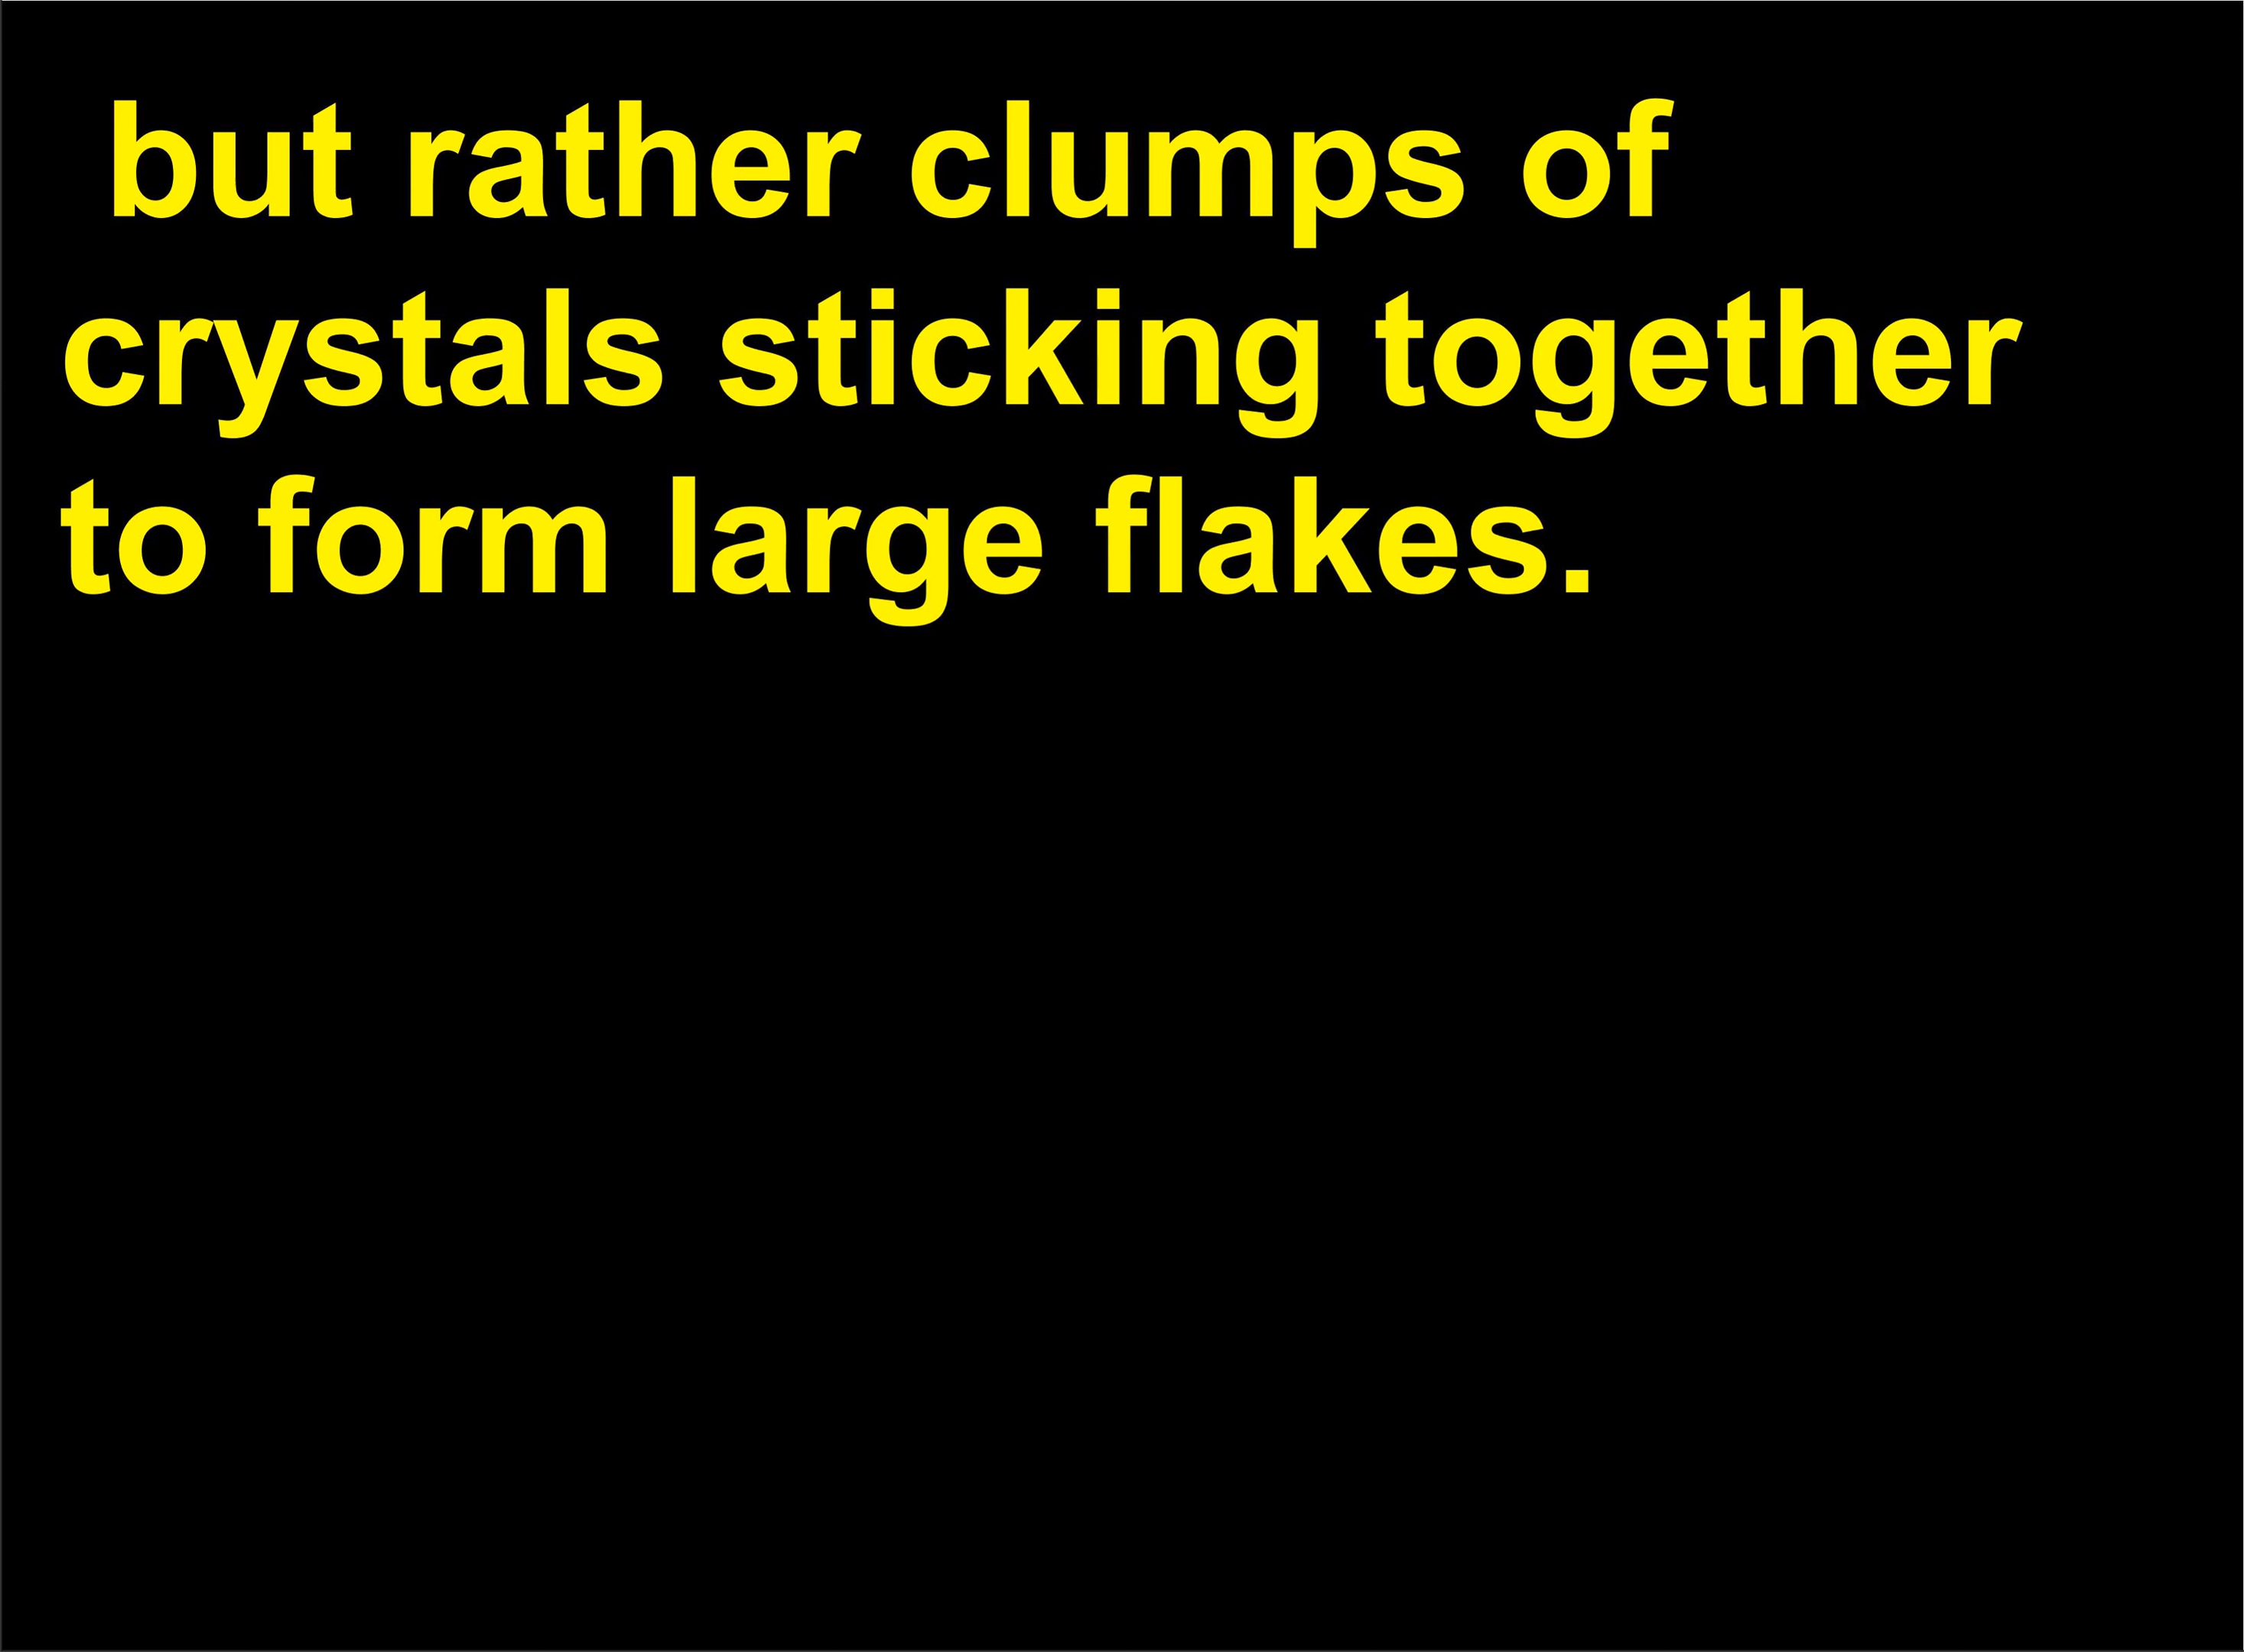 but rather clumps of
crystals sticking together
to form large flakes.